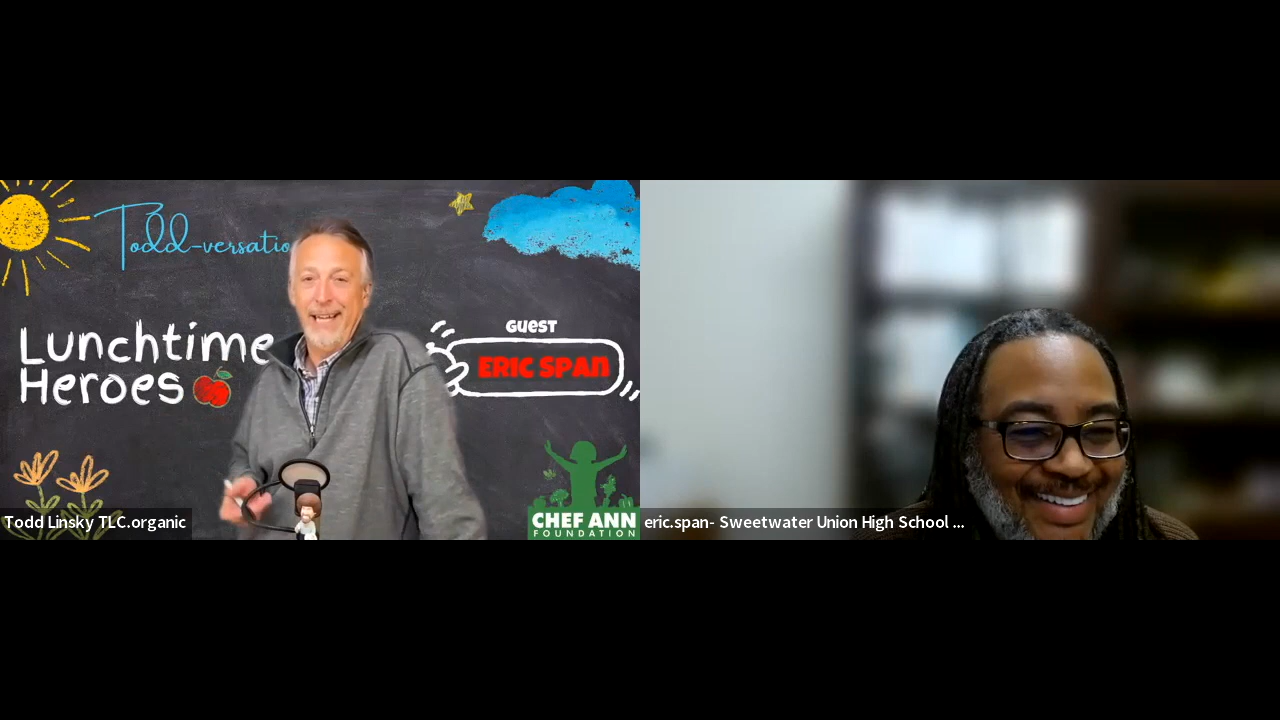 Todd-versatio
Lunchtime
Heroes
GUEST
ERIC SPAN
CHEF ANN
FOUNDATION
Todd Linsky TLC.organic
eric.span- Sweetwater Union High School ...